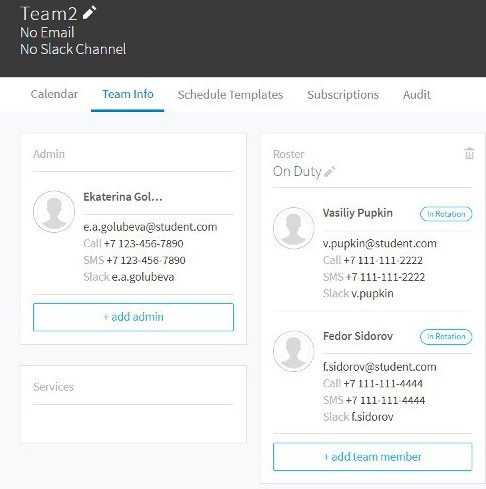 Team2
No Email
No Slack Channel
Calendar Team Info Schedule Templates Subscriptions Audit
Admin
Ekaterina Gol...
e.a.golubeva@student.com
Call +7 123-456-7890
SMS +7 123-456-7890
Slack e.a.golubeva
+ add admin
Services
Roster
On Duty
Vasiliy Pupkin In Rotation
v.pupkin@student.com
Call +7 111-111-2222
SMS +7 111-111-2222
Slack v.pupkin
Fedor Sidorov In Rotation
f.sidorov@student.com
Call +7 111-111-4444
SMS +7 111-111-4444
Slack f.sidorov
+ add team member